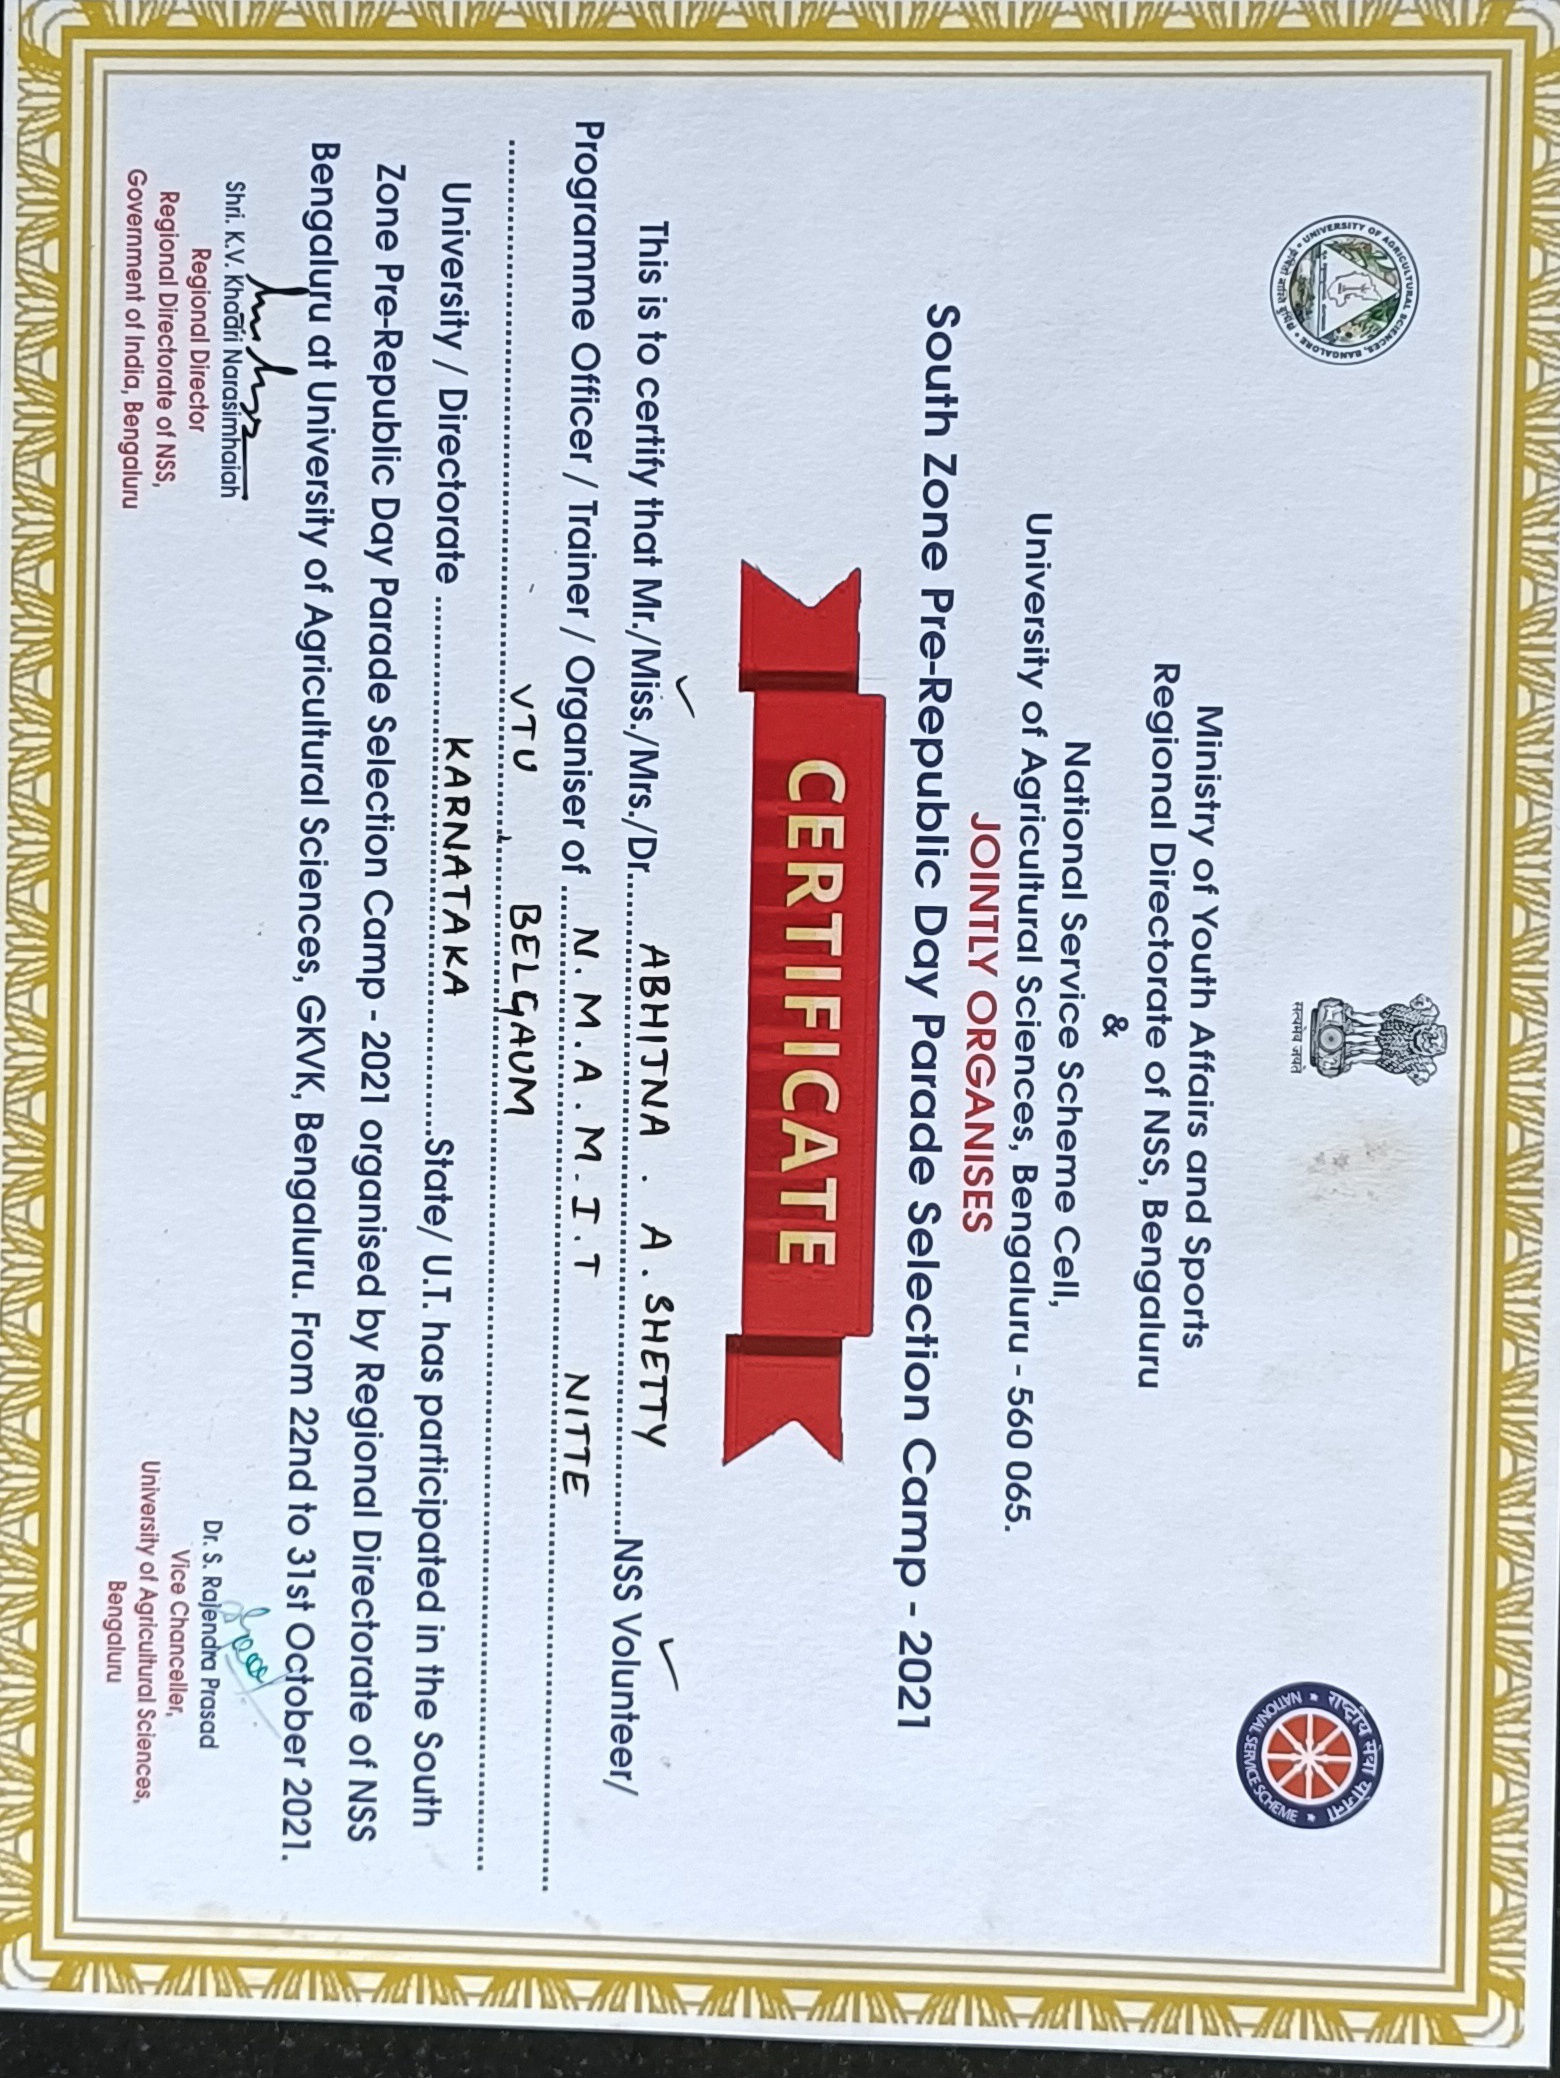 UNIVERSITY OF AGRICULTURAL SCIENCES, BANGALORE
कृषितो नास्ति दुर्भिक्षं
सत्यमेव जयते
राष्ट्रीय सेवा योजना
NATIONAL SERVICE SCHEME
Ministry of Youth Affairs and Sports
Regional Directorate of NSS, Bengaluru
&
National Service Scheme Cell,
University of Agricultural Sciences, Bengaluru - 560 065.
JOINTLY ORGANISES
South Zone Pre-Republic Day Parade Selection Camp - 2021
CERTIFICATE
This is to certify that Mr./Miss./Mrs./Dr. ABHIJNA . A . SHETTY NSS Volunteer/
Programme Officer / Trainer / Organiser of N.M.A.M.I.T NITTE
VTU , BELGAUM
University / Directorate KARNATAKA State/ U.T. has participated in the South
Zone Pre-Republic Day Parade Selection Camp - 2021 organised by Regional Directorate of NSS
Bengaluru at University of Agricultural Sciences, GKVK, Bengaluru. From 22nd to 31st October 2021.
Shri. K.V. Khadri Narasimhaiah
Regional Director
Regional Directorate of NSS,
Government of India, Bengaluru
Dr. S. Rajendra Prasad
Vice Chanceller,
University of Agricultural Sciences,
Bengaluru